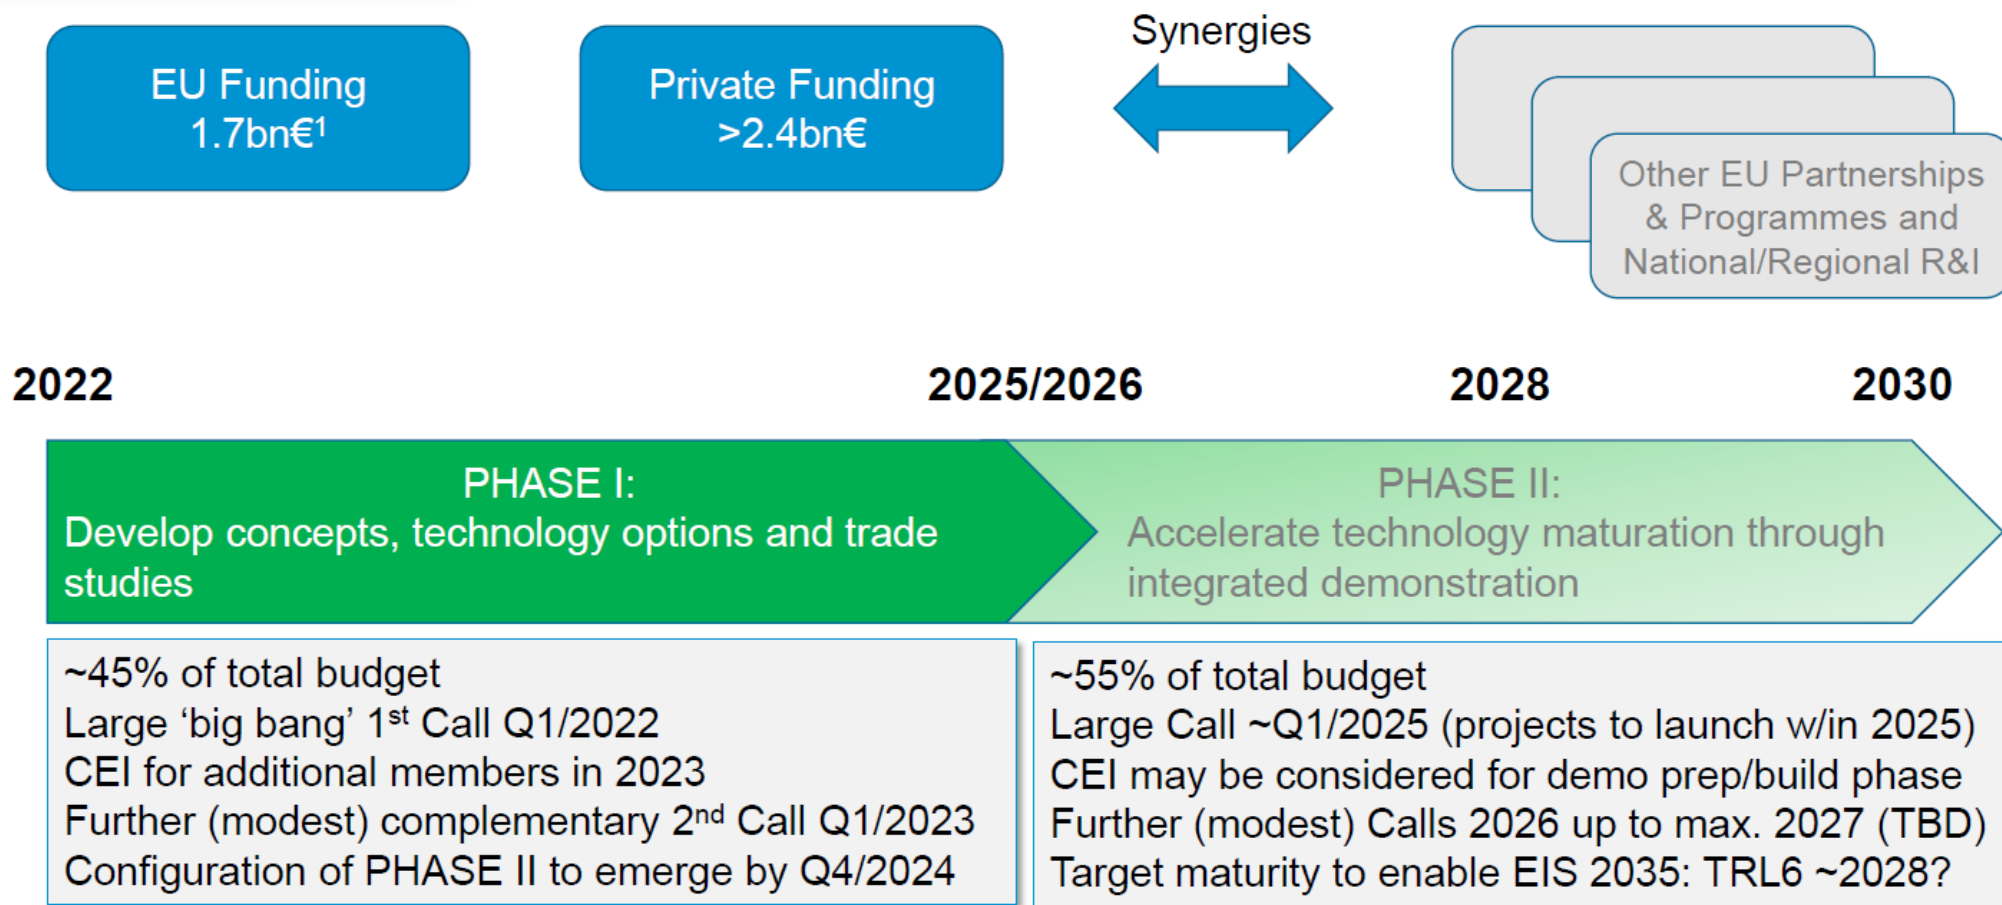 EU Funding
1.7bn€¹
Private Funding
>2.4bn€
Synergies
Other EU Partnerships
& Programmes and
National/Regional R&I
2022
2025/2026
2028
2030
PHASE I:
Develop concepts, technology options and trade
studies
PHASE II:
Accelerate technology maturation through
integrated demonstration
~45% of total budget
Large ‘big bang’ 1st Call Q1/2022
CEI for additional members in 2023
Further (modest) complementary 2nd Call Q1/2023
Configuration of PHASE II to emerge by Q4/2024
~55% of total budget
Large Call ~Q1/2025 (projects to launch w/in 2025)
CEI may be considered for demo prep/build phase
Further (modest) Calls 2026 up to max. 2027 (TBD)
Target maturity to enable EIS 2035: TRL6 ~2028?